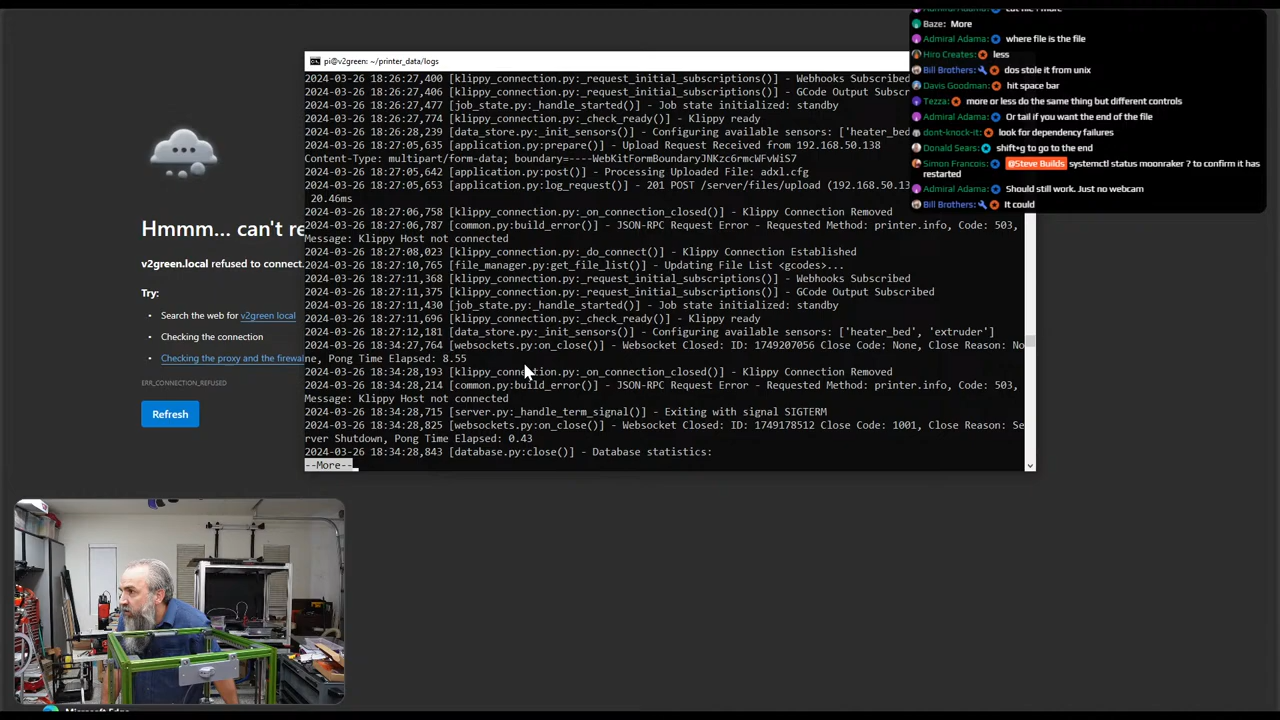 Baze: More
Admiral Adama: where file is the file
Hiro Creates: less
Bill Brothers: dos stole it from unix
Davis Goodman: hit space bar
Tezza: more or less do the same thing but different controls
Admiral Adama: Or tail if you want the end of the file
dont-knock-it: look for dependency failures
Donald Sears: shift+g to go to the end
Simon Francois: @Steve Builds systemctl status moonraker ? to confirm it has
restarted
Admiral Adama: Should still work. Just no webcam
Bill Brothers: It could
pi@v2green: ~/printer_data/logs
2024-03-26 18:26:27,400 [klippy_connection.py:_request_initial_subscriptions()] - Webhooks Subscribed
2024-03-26 18:26:27,406 [klippy_connection.py:_request_initial_subscriptions()] - GCode Output Subscr
2024-03-26 18:26:27,477 [job_state.py:_handle_started()] - Job state initialized: standby
2024-03-26 18:26:27,774 [klippy_connection.py:_check_ready()] - Klippy ready
2024-03-26 18:26:28,239 [data_store.py:_init_sensors()] - Configuring available sensors: ['heater_bed',
2024-03-26 18:27:05,621 [application.py:prepare()] - Upload Request Received from 192.168.50.138
Content-Type: multipart/form-data; boundary=----WebKitFormBoundaryJNKzc6rmcWFvWiS7
2024-03-26 18:27:05,642 [application.py:post()] - Processing Uploaded File: adxl.cfg
2024-03-26 18:27:05,653 [application.py:log_request()] - 201 POST /server/files/upload (192.168.50.13
20.46ms
2024-03-26 18:27:06,758 [klippy_connection.py:_on_connection_closed()] - Klippy Connection Removed
2024-03-26 18:27:06,787 [common.py:build_error()] - JSON-RPC Request Error - Requested Method: printer.info, Code: 503,
Message: Klippy Host not connected
2024-03-26 18:27:08,023 [klippy_connection.py:_do_connect()] - Klippy Connection Established
2024-03-26 18:27:10,765 [file_manager.py:get_file_list()] - Updating File List <gcodes>...
2024-03-26 18:27:11,368 [klippy_connection.py:_request_initial_subscriptions()] - Webhooks Subscribed
2024-03-26 18:27:11,375 [klippy_connection.py:_request_initial_subscriptions()] - GCode Output Subscribed
2024-03-26 18:27:11,430 [job_state.py:_handle_started()] - Job state initialized: standby
2024-03-26 18:27:11,696 [klippy_connection.py:_check_ready()] - Klippy ready
2024-03-26 18:27:12,181 [data_store.py:_init_sensors()] - Configuring available sensors: ['heater_bed', 'extruder']
2024-03-26 18:34:27,764 [websockets.py:on_close()] - Websocket Closed: ID: 1749207056 Close Code: None, Close Reason: No
ne, Pong Time Elapsed: 8.55
2024-03-26 18:34:28,193 [klippy_connection.py:_on_connection_closed()] - Klippy Connection Removed
2024-03-26 18:34:28,214 [common.py:build_error()] - JSON-RPC Request Error - Requested Method: printer.info, Code: 503,
Message: Klippy Host not connected
2024-03-26 18:34:28,715 [server.py:_handle_term_signal()] - Exiting with signal SIGTERM
2024-03-26 18:34:28,825 [websockets.py:on_close()] - Websocket Closed: ID: 1749178512 Close Code: 1001, Close Reason: Se
rver Shutdown, Pong Time Elapsed: 0.43
2024-03-26 18:34:28,843 [database.py:close()] - Database statistics:
--More--
Hmmm... can't re
v2green.local refused to connect.
Try:
• Search the web for v2green local
• Checking the connection
• Checking the proxy and the firewa
ERR_CONNECTION_REFUSED
Refresh
Microsoft Edge